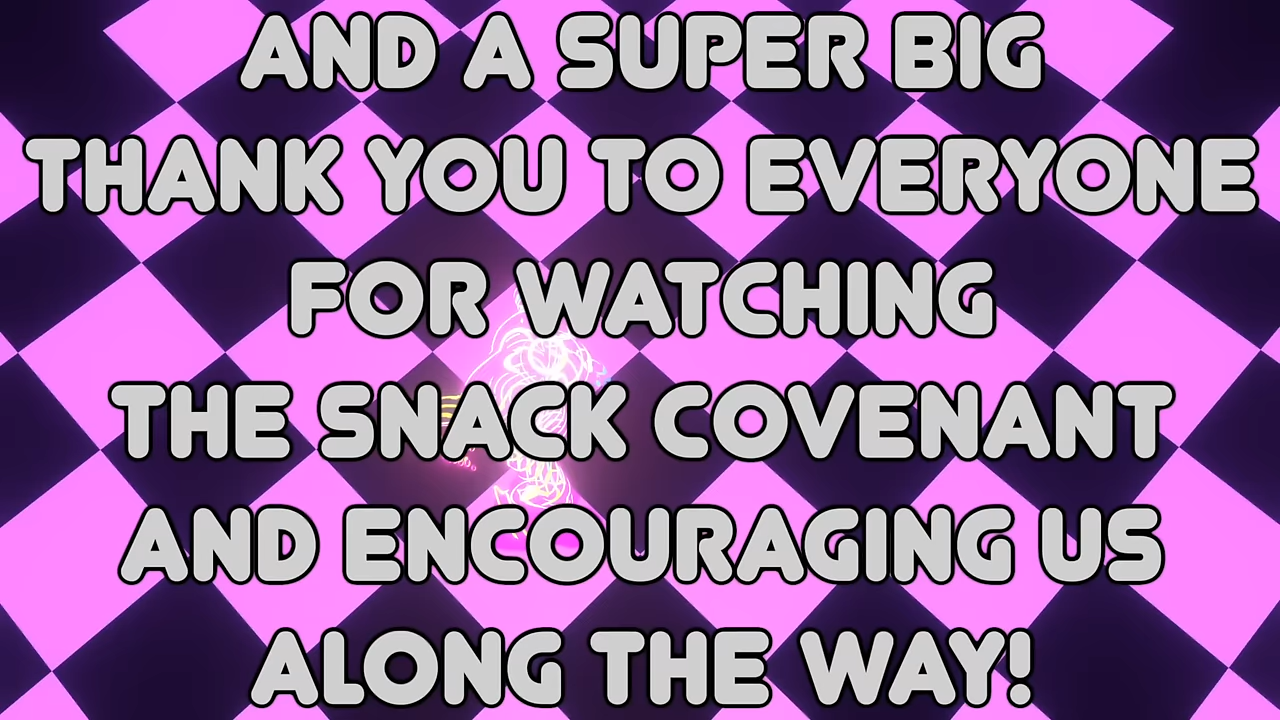 AND A SUPER BIG
THANK YOU TO EVERYONE
FOR WATCHING
THE SNACK COVENANT
AND ENCOURAGING US
ALONG THE WAY!